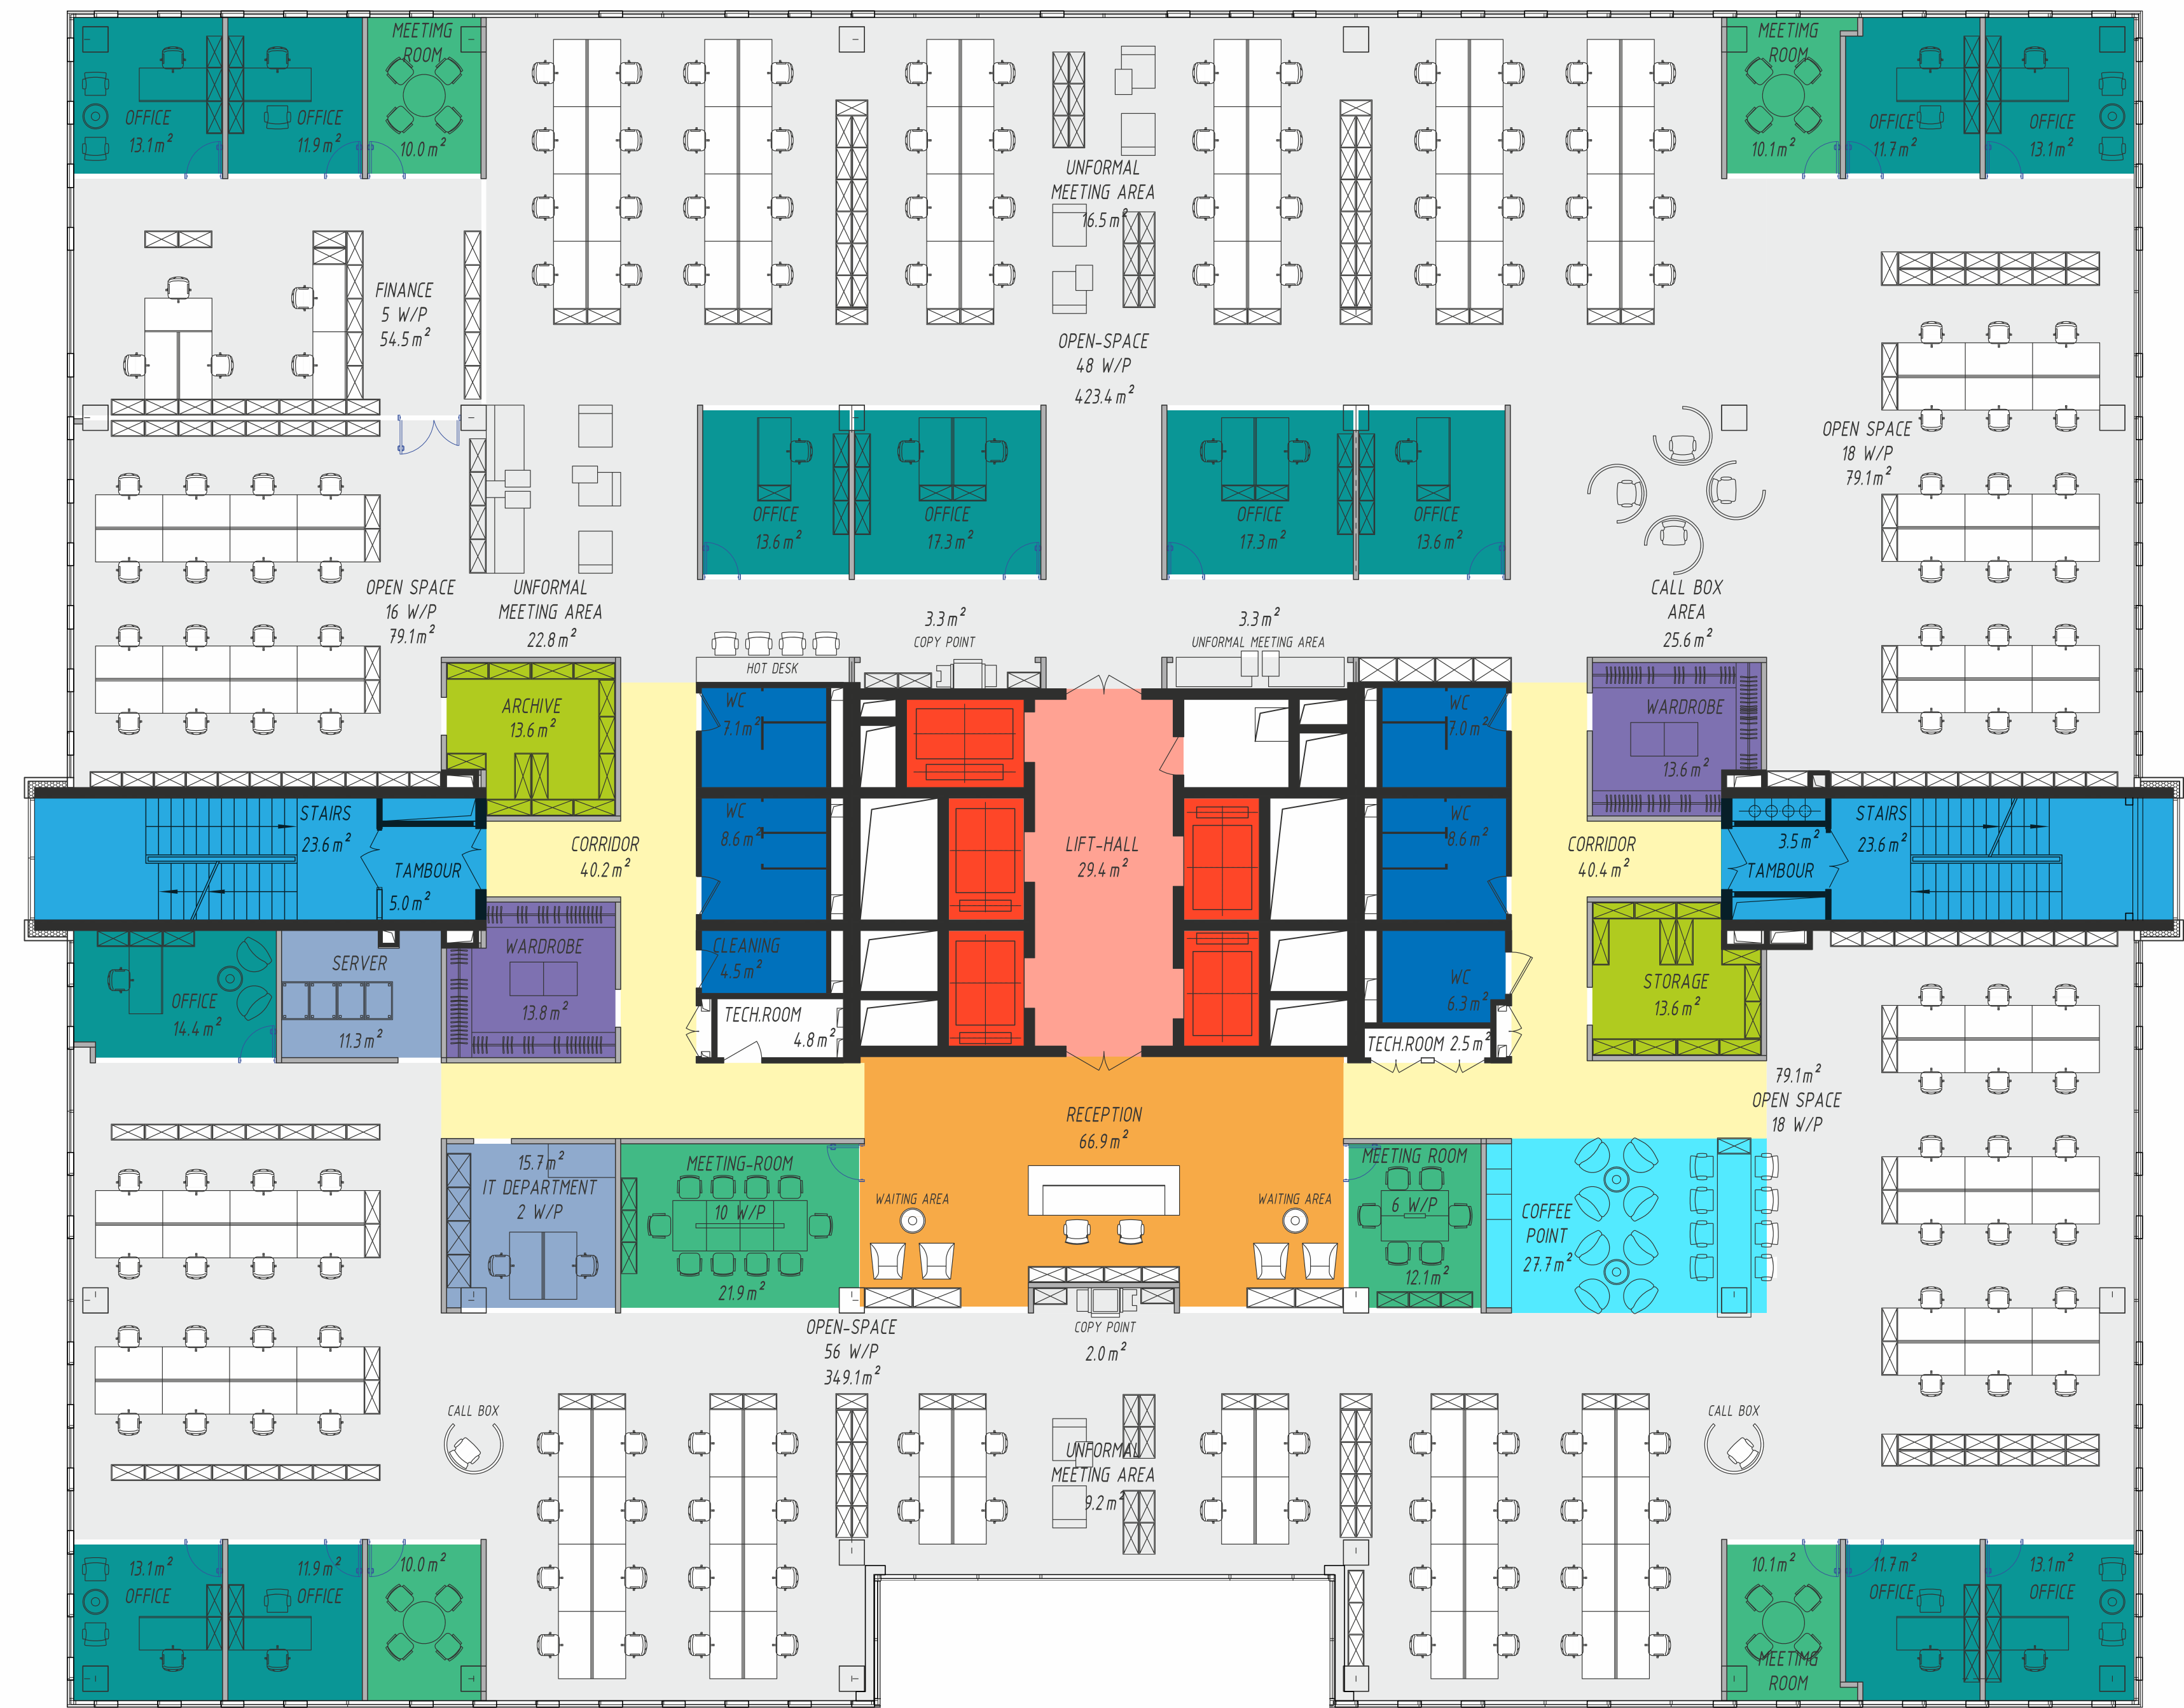 MEETIMG
ROOM
10.0 m²
OFFICE
13.1 m²
OFFICE
11.9 m²
UNFORMAL
MEETING AREA
16.5 m²
MEETIMG
ROOM
10.1 m²
OFFICE
11.7 m²
OFFICE
13.1 m²
FINANCE
5 W/P
54.5 m²
OPEN-SPACE
48 W/P
423.4 m²
OPEN SPACE
18 W/P
79.1 m²
OFFICE
13.6 m²
OFFICE
17.3 m²
OFFICE
17.3 m²
OFFICE
13.6 m²
OPEN SPACE
16 W/P
79.1 m²
UNFORMAL
MEETING AREA
22.8 m²
CALL BOX
AREA
25.6 m²
HOT DESK
3.3 m²
COPY POINT
3.3 m²
UNFORMAL MEETING AREA
ARCHIVE
13.6 m²
WC
7.1 m²
WC
7.0 m²
WARDROBE
13.6 m²
STAIRS
23.6 m²
TAMBOUR
5.0 m²
CORRIDOR
40.2 m²
WC
8.6 m²
LIFT-HALL
29.4 m²
WC
8.6 m²
CORRIDOR
40.4 m²
3.5 m²
TAMBOUR
STAIRS
23.6 m²
OFFICE
14.4 m²
SERVER
11.3 m²
WARDROBE
13.8 m²
CLEANING
4.5 m²
TECH.ROOM
4.8 m²
WC
6.3 m²
TECH.ROOM 2.5 m²
STORAGE
13.6 m²
79.1 m²
OPEN SPACE
18 W/P
RECEPTION
66.9 m²
15.7 m²
IT DEPARTMENT
2 W/P
MEETING-ROOM
10 W/P
21.9 m²
WAITING AREA
WAITING AREA
MEETING ROOM
6 W/P
12.1 m²
COFFEE
POINT
27.7 m²
OPEN-SPACE
56 W/P
349.1 m²
COPY POINT
2.0 m²
CALL BOX
CALL BOX
UNFORMAL
MEETING AREA
9.2 m²
13.1 m²
OFFICE
11.9 m²
OFFICE
10.0 m²
10.1 m²
MEETIMG
ROOM
11.7 m²
OFFICE
13.1 m²
OFFICE